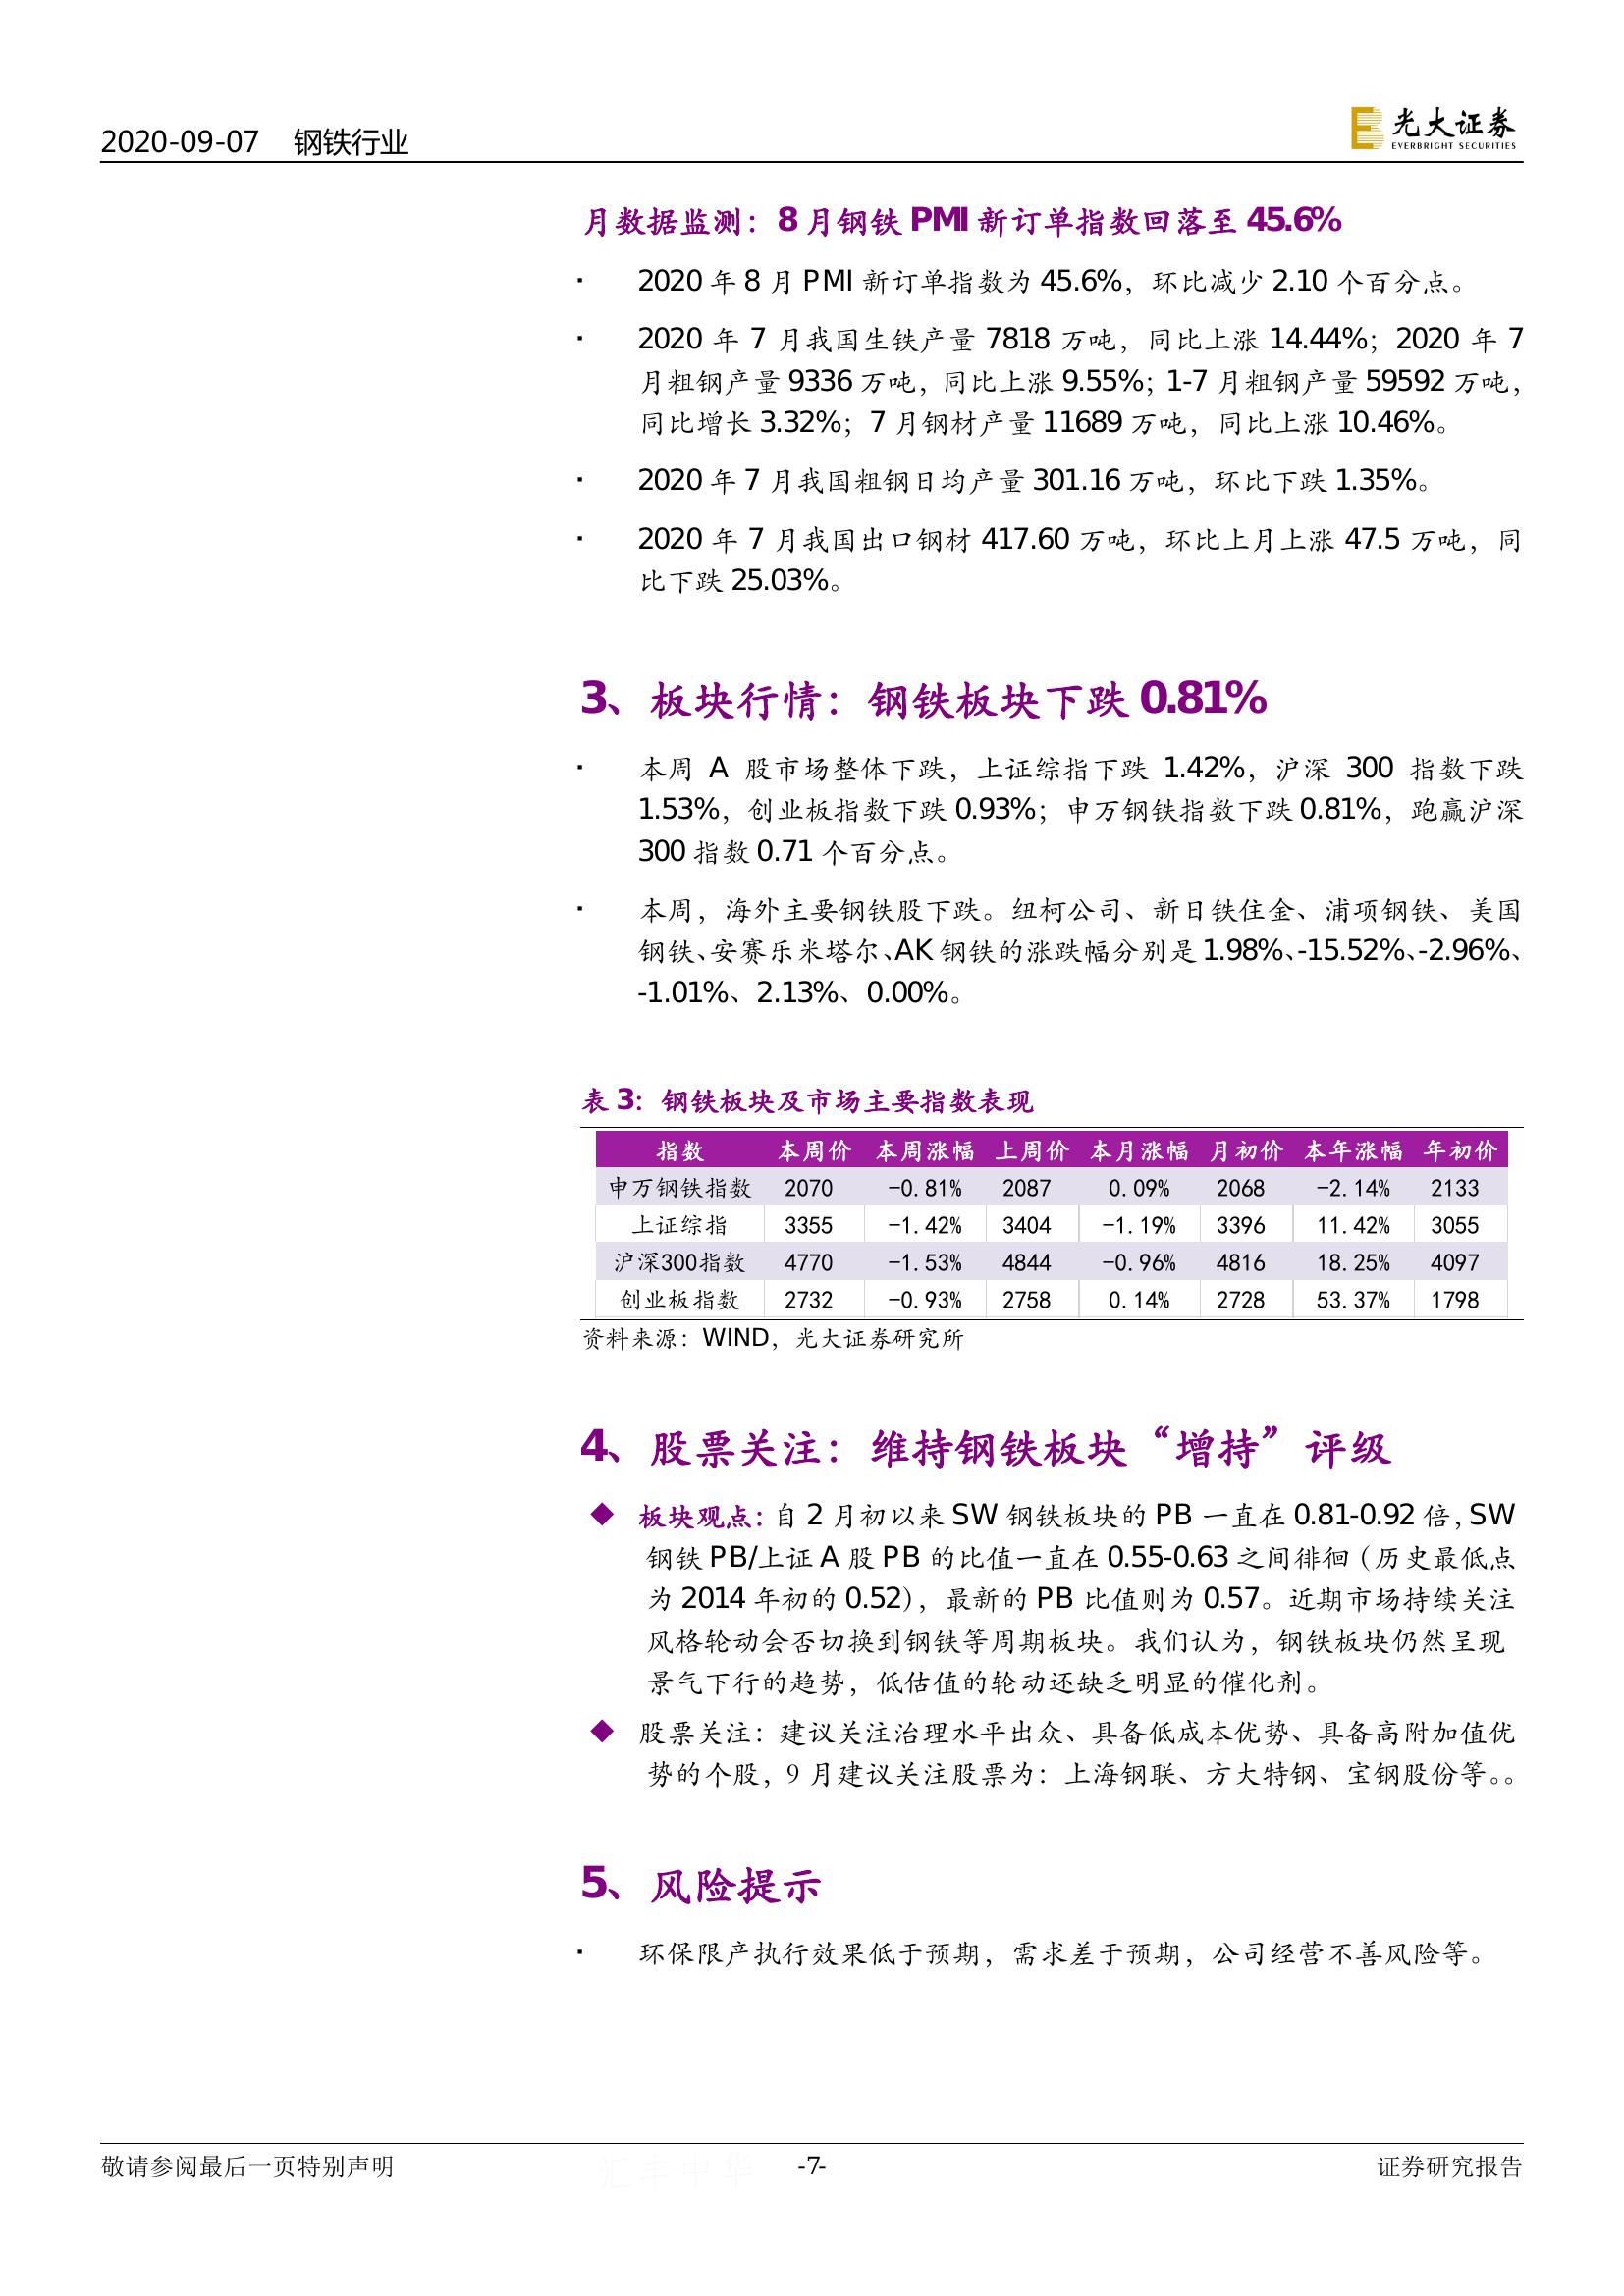 2020-09-07 钢铁行业
光大证券
EVERBRIGHT SECURITIES
月数据监测：8 月钢铁 PMI 新订单指数回落至 45.6%
▪ 2020 年 8 月 PMI 新订单指数为 45.6%，环比减少 2.10 个百分点。
▪ 2020 年 7 月我国生铁产量 7818 万吨，同比上涨 14.44%；2020 年 7
月粗钢产量 9336 万吨，同比上涨 9.55%；1-7 月粗钢产量 59592 万吨，
同比增长 3.32%；7 月钢材产量 11689 万吨，同比上涨 10.46%。
▪ 2020 年 7 月我国粗钢日均产量 301.16 万吨，环比下跌 1.35%。
▪ 2020 年 7 月我国出口钢材 417.60 万吨，环比上月上涨 47.5 万吨，同
比下跌 25.03%。
3、板块行情：钢铁板块下跌 0.81%
▪ 本周 A 股市场整体下跌，上证综指下跌 1.42%，沪深 300 指数下跌
1.53%，创业板指数下跌 0.93%；申万钢铁指数下跌 0.81%，跑赢沪深
300 指数 0.71 个百分点。
▪ 本周，海外主要钢铁股下跌。纽柯公司、新日铁住金、浦项钢铁、美国
钢铁、安赛乐米塔尔、AK 钢铁的涨跌幅分别是 1.98%、-15.52%、-2.96%、
-1.01%、2.13%、0.00%。
表 3：钢铁板块及市场主要指数表现
指数 本周价 本周涨幅 上周价 本月涨幅 月初价 本年涨幅 年初价
申万钢铁指数 2070 -0.81% 2087 0.09% 2068 -2.14% 2133
上证综指 3355 -1.42% 3404 -1.19% 3396 11.42% 3055
沪深300指数 4770 -1.53% 4844 -0.96% 4816 18.25% 4097
创业板指数 2732 -0.93% 2758 0.14% 2728 53.37% 1798
资料来源：WIND，光大证券研究所
4、股票关注：维持钢铁板块“增持”评级
◆ 板块观点：自 2 月初以来 SW 钢铁板块的 PB 一直在 0.81-0.92 倍，SW
钢铁 PB/上证 A 股 PB 的比值一直在 0.55-0.63 之间徘徊（历史最低点
为 2014 年初的 0.52），最新的 PB 比值则为 0.57。近期市场持续关注
风格轮动会否切换到钢铁等周期板块。我们认为，钢铁板块仍然呈现
景气下行的趋势，低估值的轮动还缺乏明显的催化剂。
◆ 股票关注：建议关注治理水平出众、具备低成本优势、具备高附加值优
势的个股，9 月建议关注股票为：上海钢联、方大特钢、宝钢股份等。。
5、风险提示
▪ 环保限产执行效果低于预期，需求差于预期，公司经营不善风险等。
敬请参阅最后一页特别声明 -7- 证券研究报告